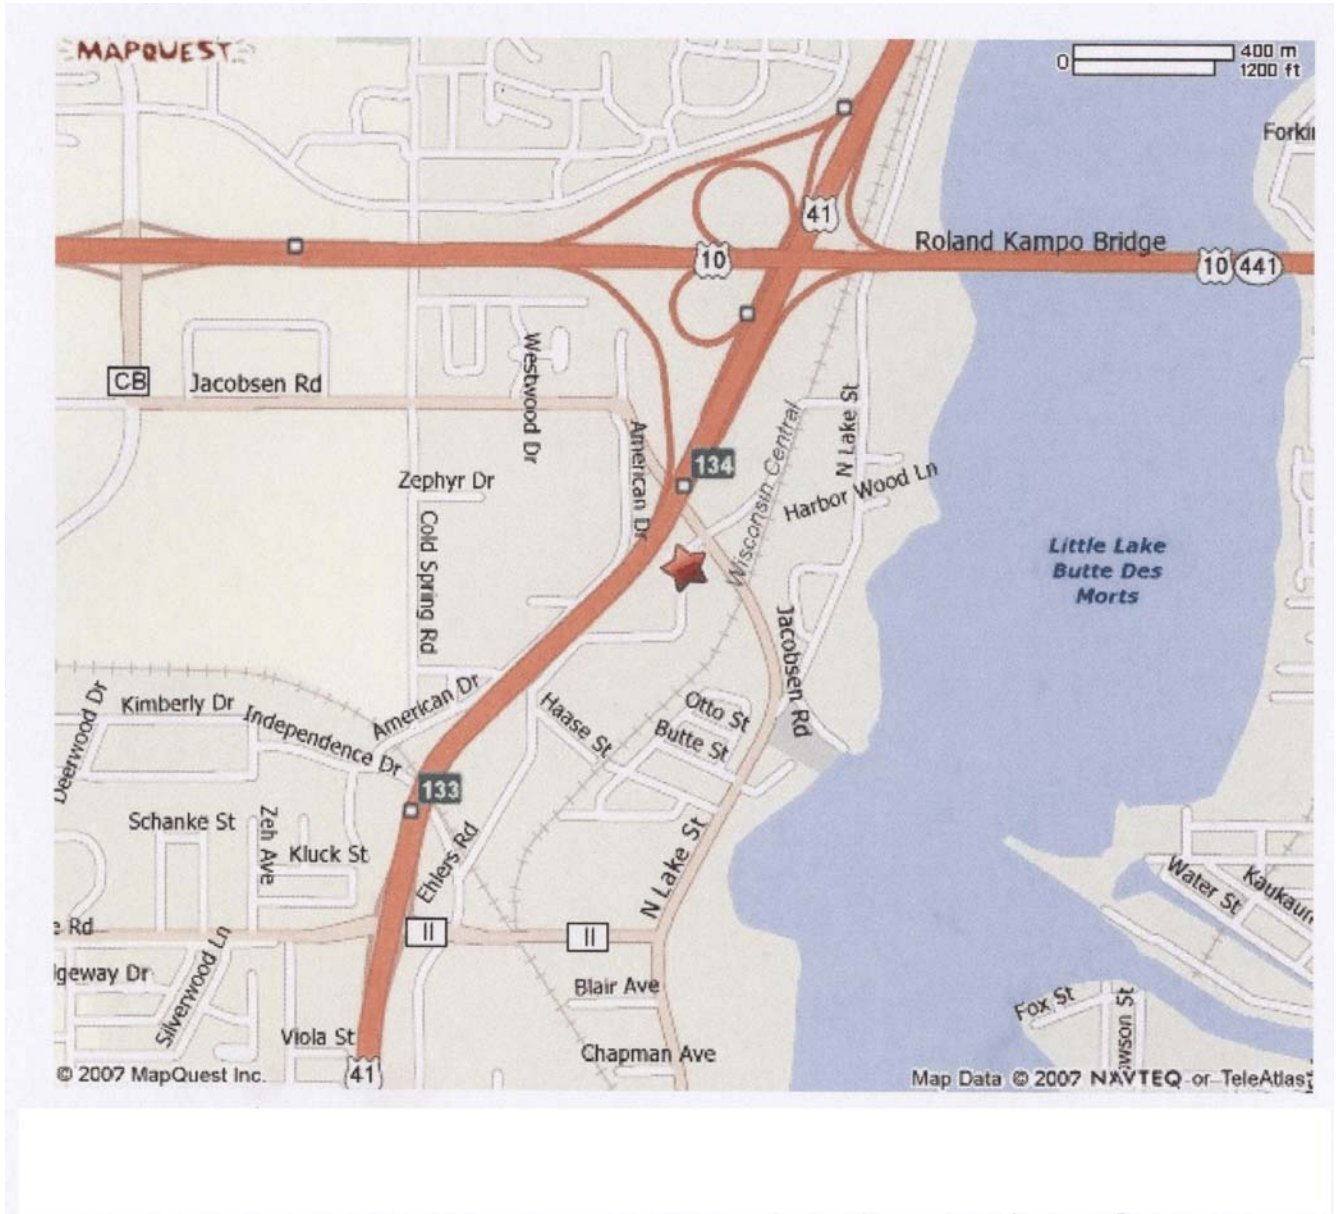 MAPQUEST
0
400 m
1200 ft
41
Roland Kampo Bridge
10
10 441
CB
Jacobsen Rd
Westwood Dr
American Dr
134
Wisconsin Central
N Lake St
Harbor Wood Ln
Zephyr Dr
Cold Spring Rd
Little Lake
Butte Des
Morts
Jacobsen Rd
Deerwood Dr
Kimberly Dr
Independence Dr
American Dr
Haase St
Otto St
Butte St
133
Schanke St
Zeh Ave
Kluck St
Ehlers Rd
N Lake St
Water St
Kaukaun
e Rd
II
II
lgeway Dr
Silverwood Ln
Blair Ave
Fox St
wson St
Viola St
Chapman Ave
41
© 2007 MapQuest Inc.
Map Data © 2007 NAVTEQ or TeleAtlas